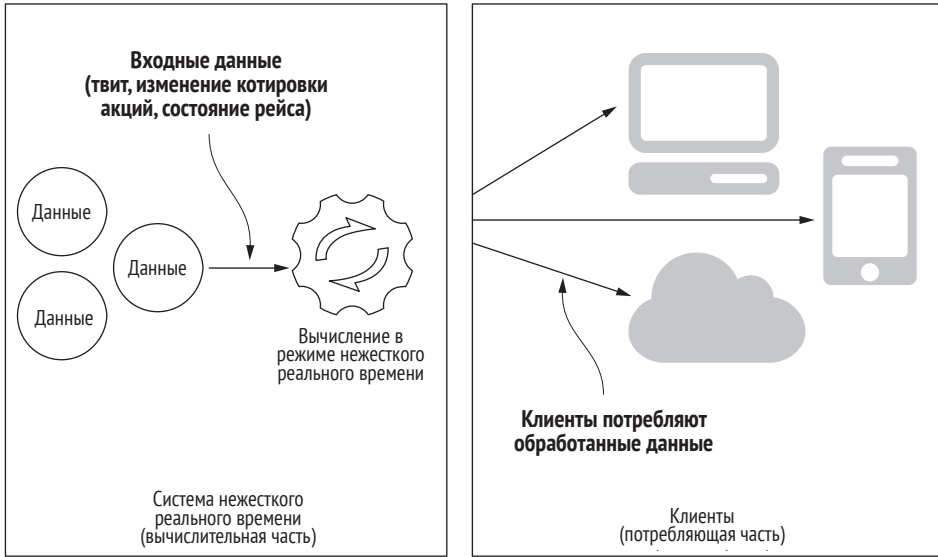 Входные данные
(твит, изменение котировки
акций, состояние рейса)
Данные
Данные
Данные
Вычисление в
режиме нежесткого
реального времени
Система нежесткого
реального времени
(вычислительная часть)
Клиенты потребляют
обработанные данные
Клиенты
(потребляющая часть)